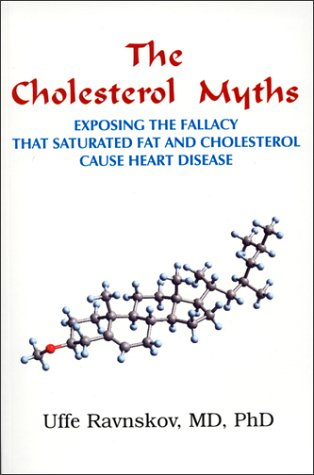 The
Cholesterol Myths
EXPOSING THE FALLACY
THAT SATURATED FAT AND CHOLESTEROL
CAUSE HEART DISEASE
Uffe Ravnskov, MD, PhD